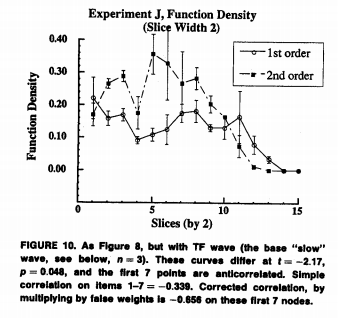 Experiment J, Function Density
(Slice Width 2)
0.40
0.30
0.20
0.10
0.00
Function Density
1st order
2nd order
0
5
10
15
Slices (by 2)
FIGURE 10. As Figure 8, but with TF wave (the base "slow"
wave, see below, n = 3). These curves differ at t = -2.17,
p = 0.048, and the first 7 points are anticorrelated. Simple
correlation on items 1-7 = -0.339. Corrected correlation, by
multiplying by false weights is -0.656 on these first 7 nodes.